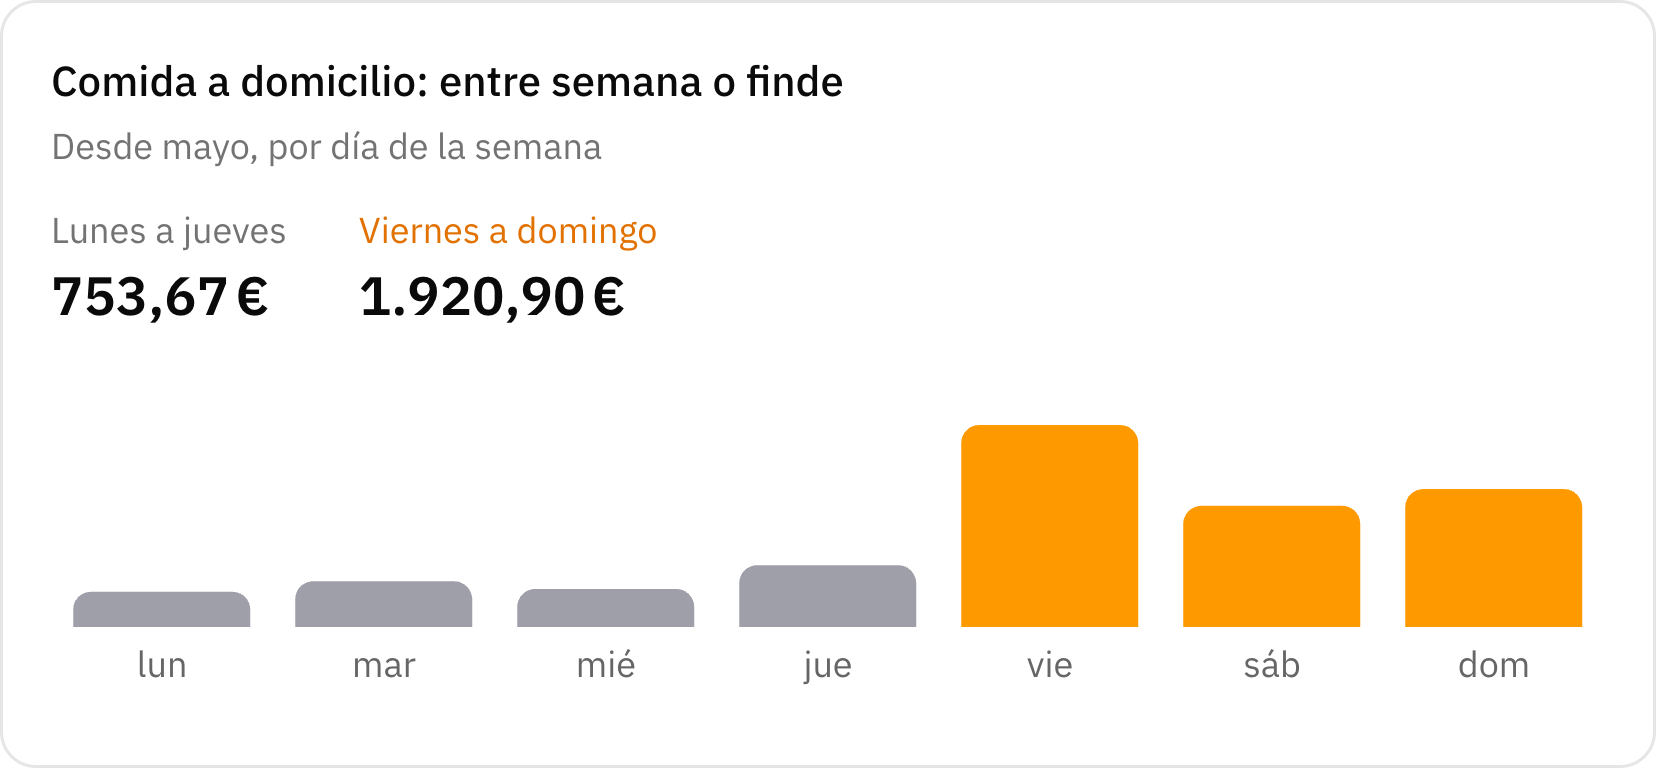 Comida a domicilio: entre semana o finde
Desde mayo, por día de la semana
Lunes a jueves Viernes a domingo
753,67 € 1.920,90 €
lun mar mié jue vie sáb dom